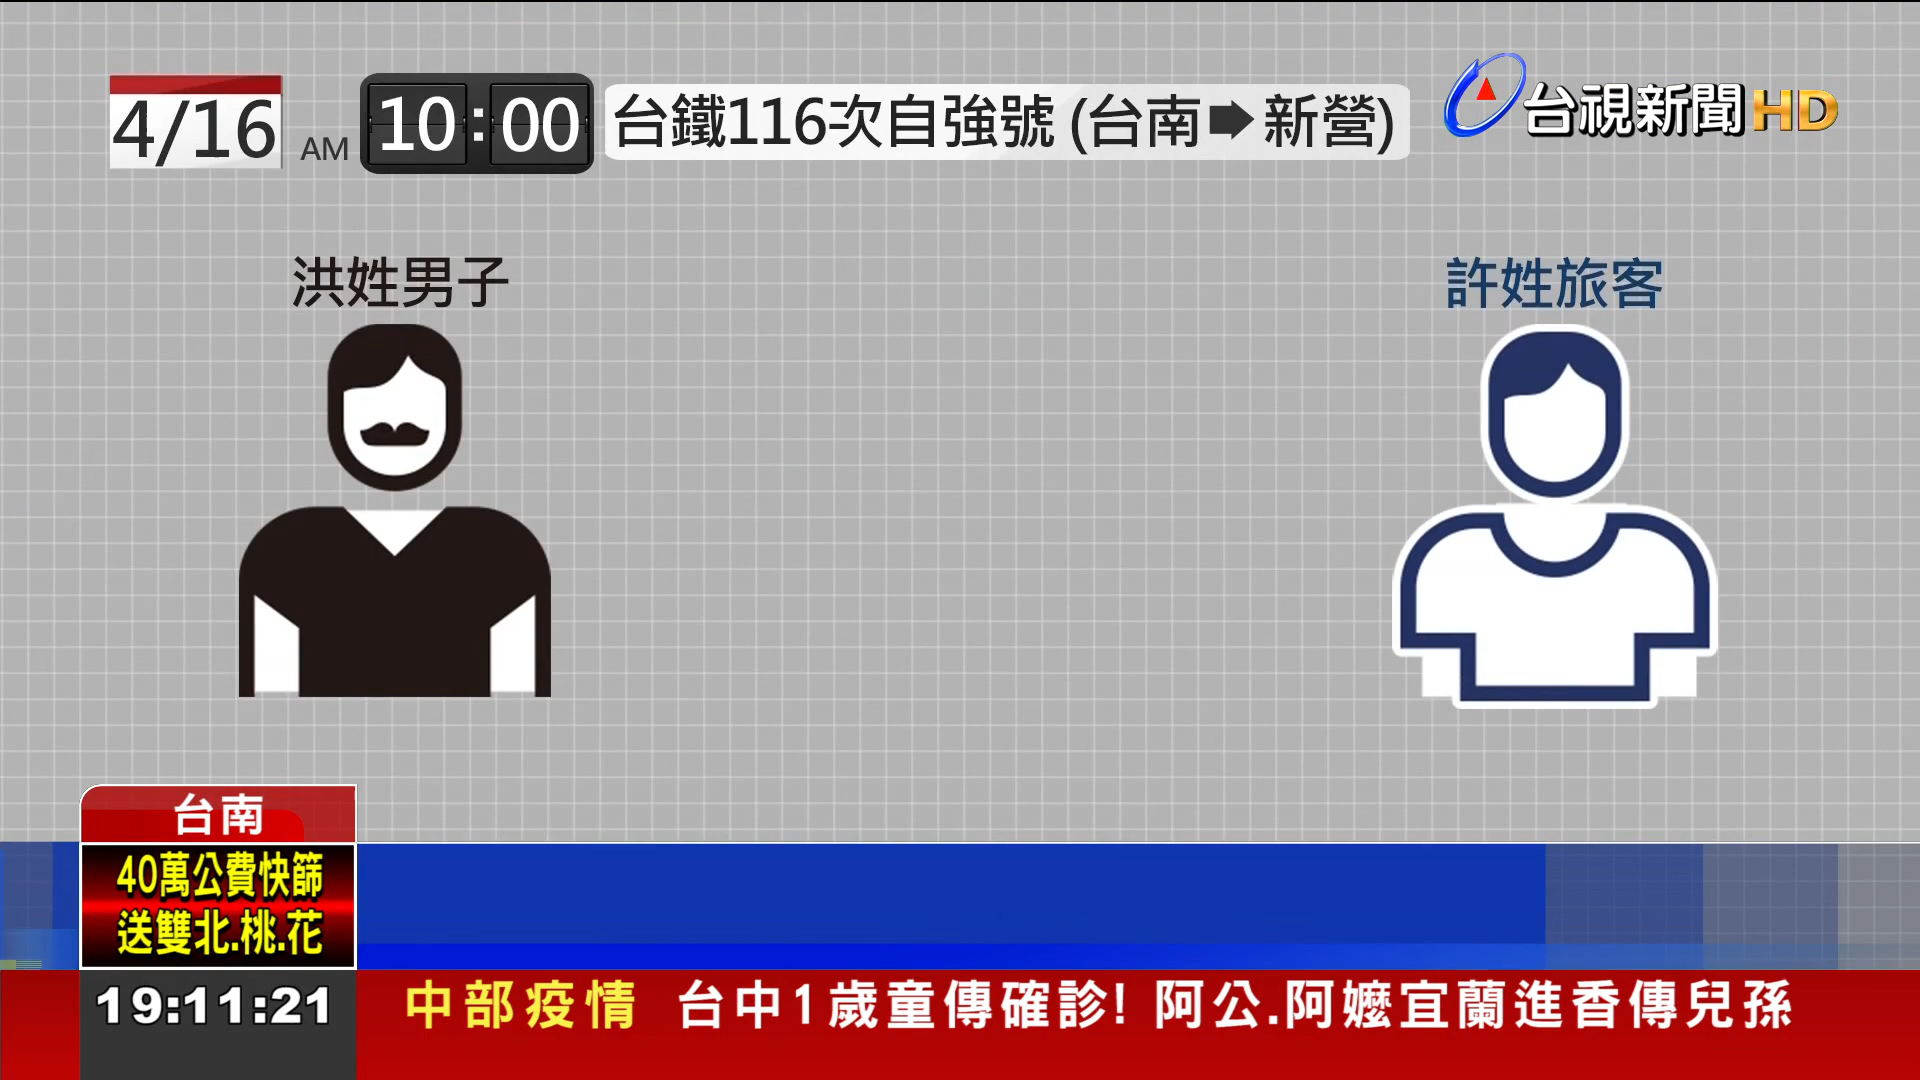 4/16 AM 10:00 台鐵116次自強號 (台南➡新營)
台視新聞HD
洪姓男子
許姓旅客
台南
40萬公費快篩
送雙北.桃.花
19:11:21
中部疫情 台中1歲童傳確診! 阿公.阿嬤宜蘭進香傳兒孫